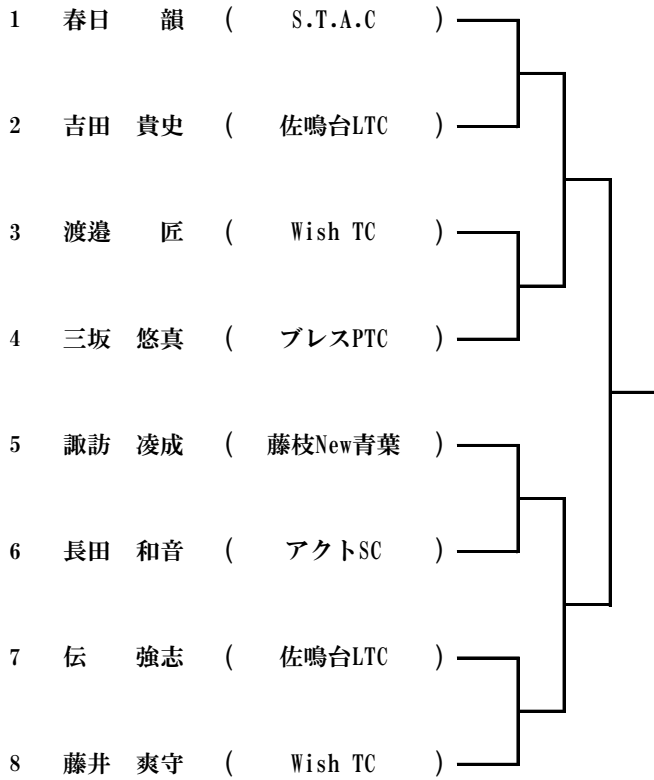 1 春日 韻 ( S.T.A.C )
2 吉田 貴史 ( 佐鳴台LTC )
3 渡邉 匠 ( Wish TC )
4 三坂 悠真 ( ブレスPTC )
5 諏訪 凌成 ( 藤枝New青葉 )
6 長田 和音 ( アクトSC )
7 伝 強志 ( 佐鳴台LTC )
8 藤井 爽守 ( Wish TC )